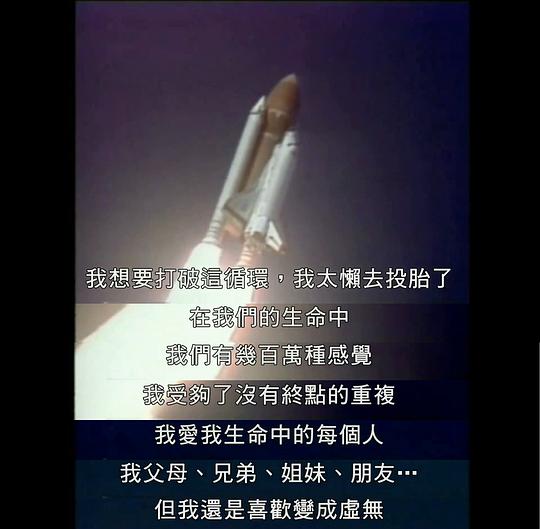 我想要打破這循環，我太懶去投胎了
在我們的生命中
我們有幾百萬種感覺
我受夠了沒有終點的重複
我愛我生命中的每個人
我父母、兄弟、姐妹、朋友⋯
但我還是喜歡變成虛無